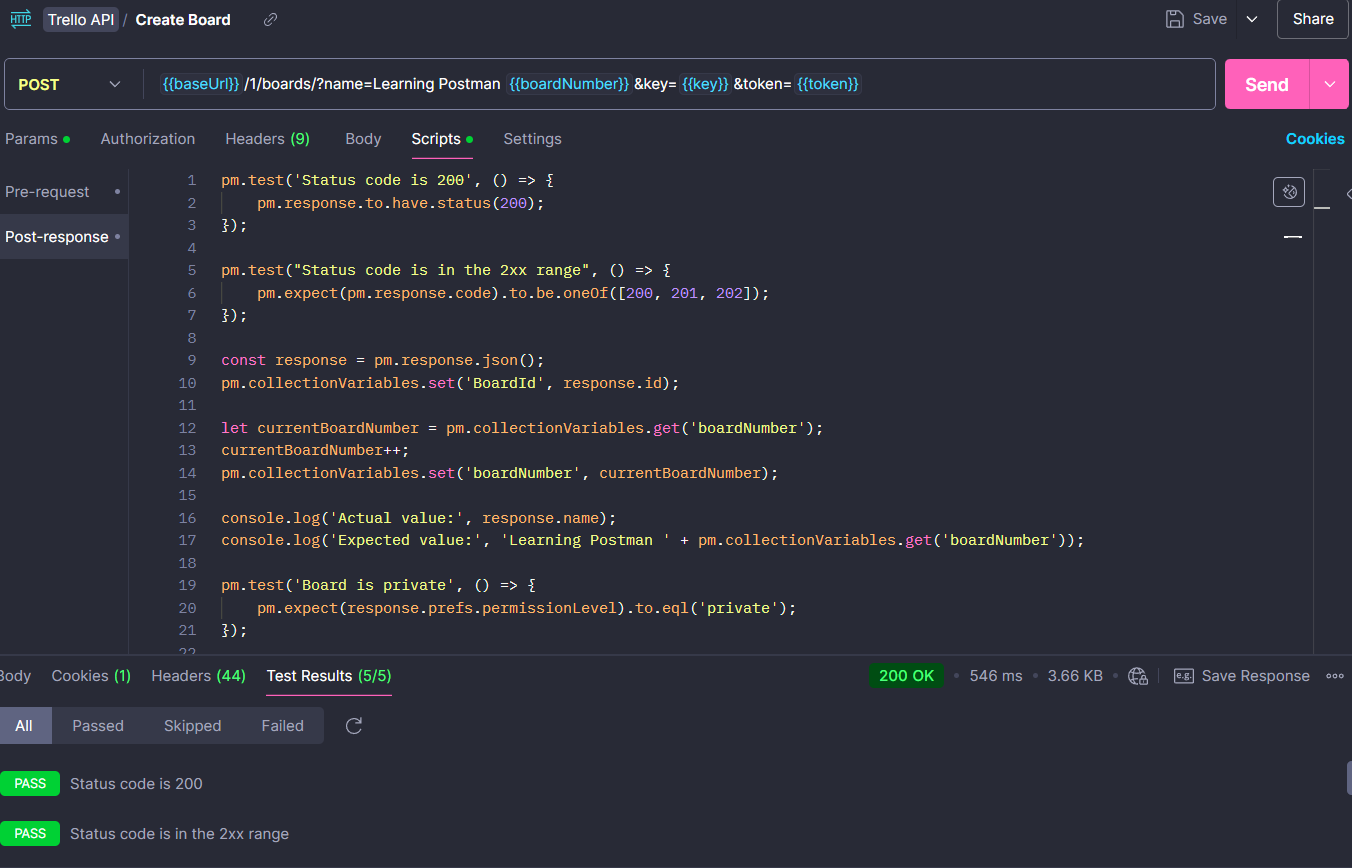 HTTP Trello API / Create Board Save Share
POST {{baseUrl}} /1/boards/?name=Learning Postman {{boardNumber}} &key= {{key}} &token= {{token}} Send
Params Authorization Headers (9) Body Scripts Settings Cookies
Pre-request
Post-response
1 pm.test('Status code is 200', () => {
2 pm.response.to.have.status(200);
3 });
4
5 pm.test("Status code is in the 2xx range", () => {
6 pm.expect(pm.response.code).to.be.oneOf([200, 201, 202]);
7 });
8
9 const response = pm.response.json();
10 pm.collectionVariables.set('BoardId', response.id);
11
12 let currentBoardNumber = pm.collectionVariables.get('boardNumber');
13 currentBoardNumber++;
14 pm.collectionVariables.set('boardNumber', currentBoardNumber);
15
16 console.log('Actual value:', response.name);
17 console.log('Expected value:', 'Learning Postman ' + pm.collectionVariables.get('boardNumber'));
18
19 pm.test('Board is private', () => {
20 pm.expect(response.prefs.permissionLevel).to.eql('private');
21 });
22
Body Cookies (1) Headers (44) Test Results (5/5) 200 OK • 546 ms • 3.66 KB • e.g. Save Response
All Passed Skipped Failed
PASS Status code is 200
PASS Status code is in the 2xx range